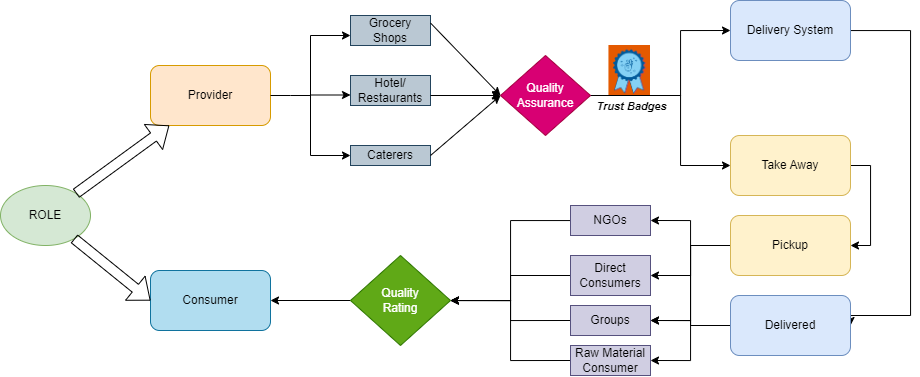 Grocery
Shops
Delivery System
Provider
Hotel/
Restaurants
Quality
Assurance
Trust Badges
Caterers
Take Away
ROLE
NGOs
Pickup
Direct
Consumers
Consumer
Quality
Rating
Groups
Delivered
Raw Material
Consumer